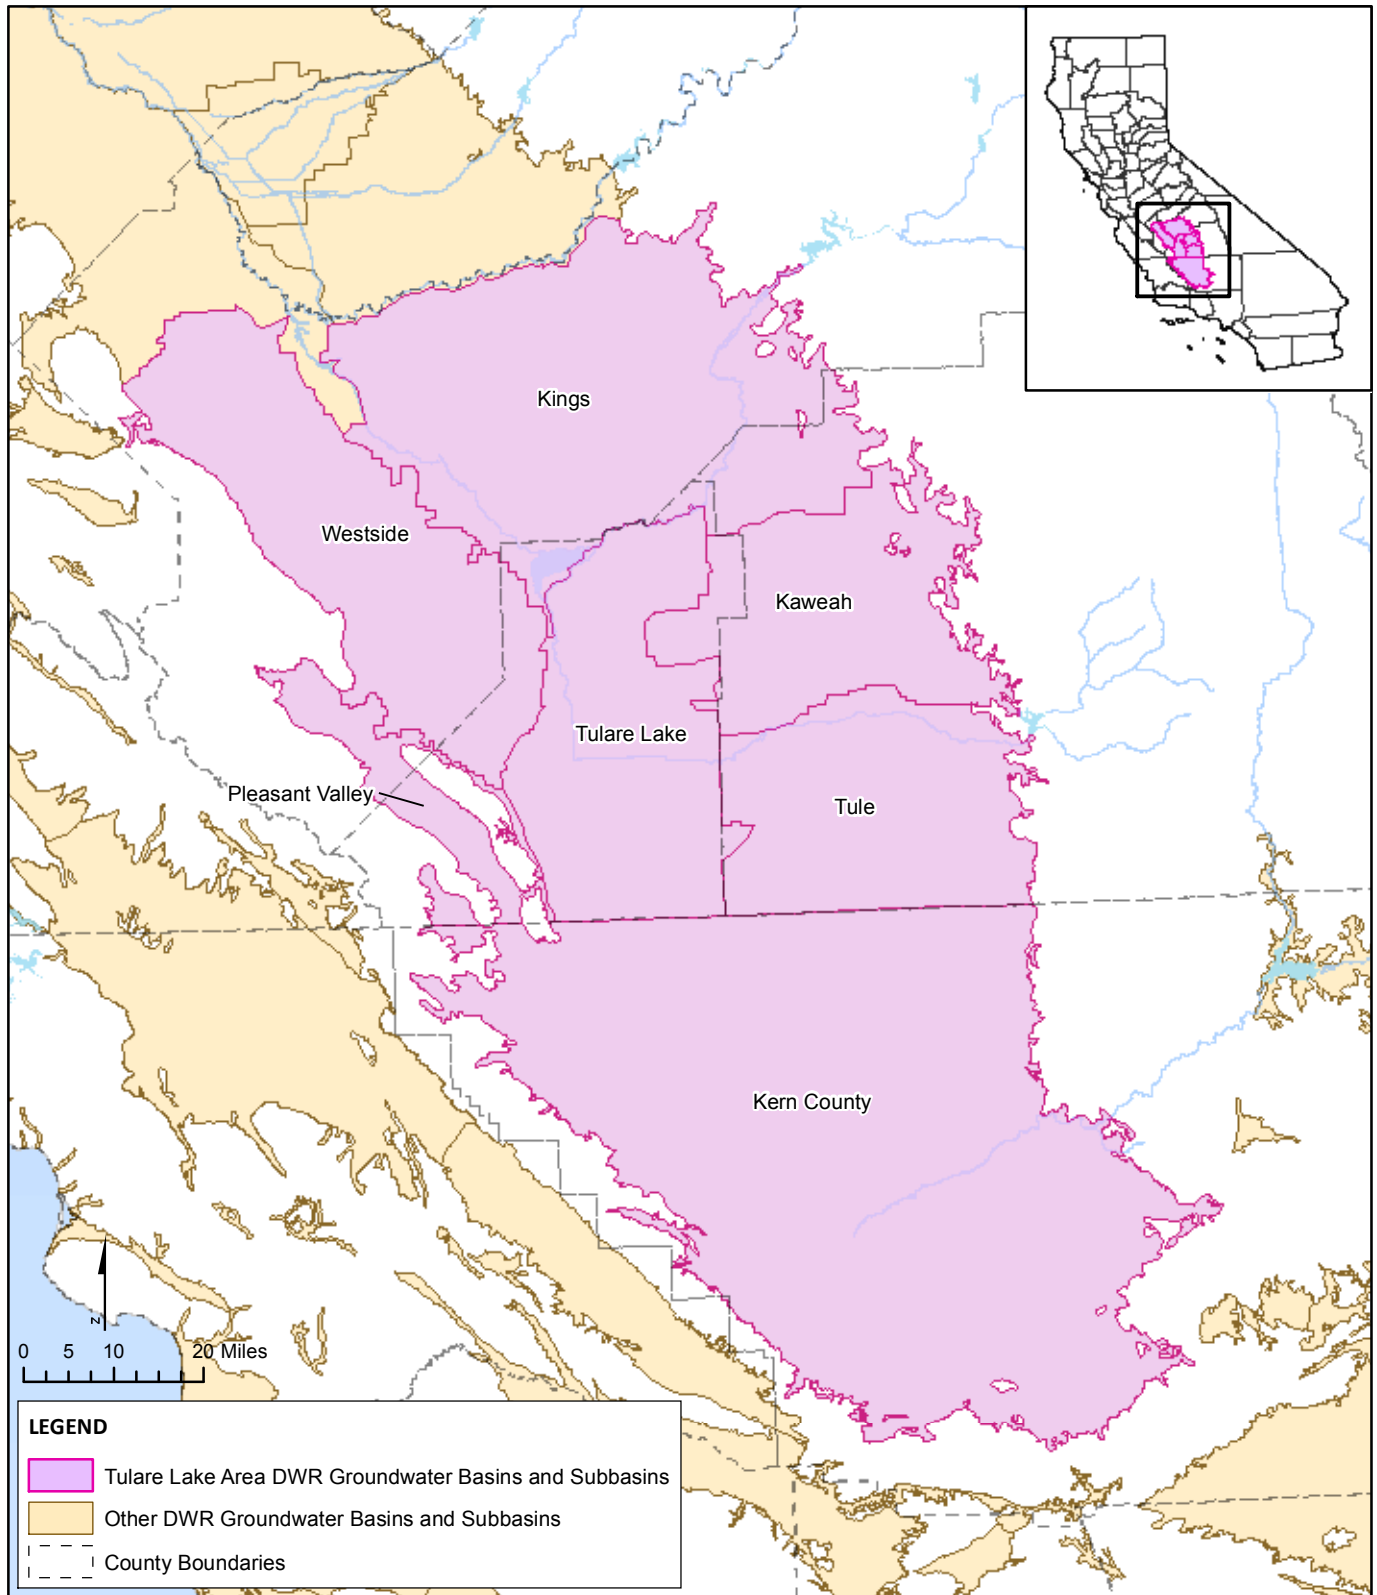 Kings
Westside
Kaweah
Tulare Lake
Pleasant Valley
Tule
Kern County
N
0 5 10 20 Miles
LEGEND
Tulare Lake Area DWR Groundwater Basins and Subbasins
Other DWR Groundwater Basins and Subbasins
County Boundaries